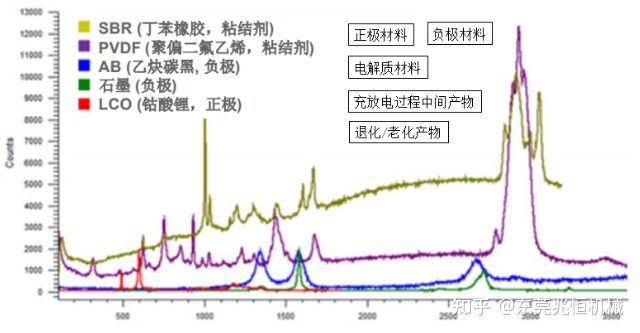 13000
12000
11000
10000
9000
8000
7000
6000
5000
4000
3000
2000
1000
0
Counts
SBR (丁苯橡胶，粘结剂)
PVDF (聚偏二氟乙烯，粘结剂)
AB (乙炔碳黑, 负极)
石墨 (负极)
LCO (钴酸锂，正极)
正极材料
负极材料
电解质材料
充放电过程中间产物
退化/老化产物
500
1000
1500
2000
2500
3000
3500
知乎 @东莞兆恒机械